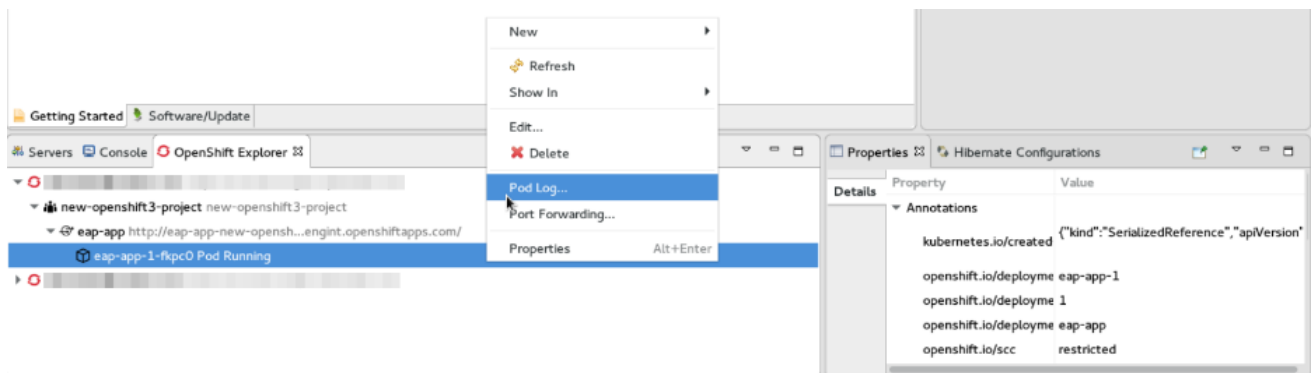 New
Refresh
Show In
Edit...
Delete
Pod Log...
Port Forwarding...
Properties Alt+Enter
Getting Started Software/Update
Servers Console OpenShift Explorer
new-openshift3-project new-openshift3-project
eap-app http://eap-app-new-opensh...engint.openshiftapps.com/
eap-app-1-fkpc0 Pod Running
Properties Hibernate Configurations
Details
Property Value
Annotations
kubernetes.io/created {"kind":"SerializedReference","apiVersion"
openshift.io/deployme eap-app-1
openshift.io/deployme 1
openshift.io/deployme eap-app
openshift.io/scc restricted